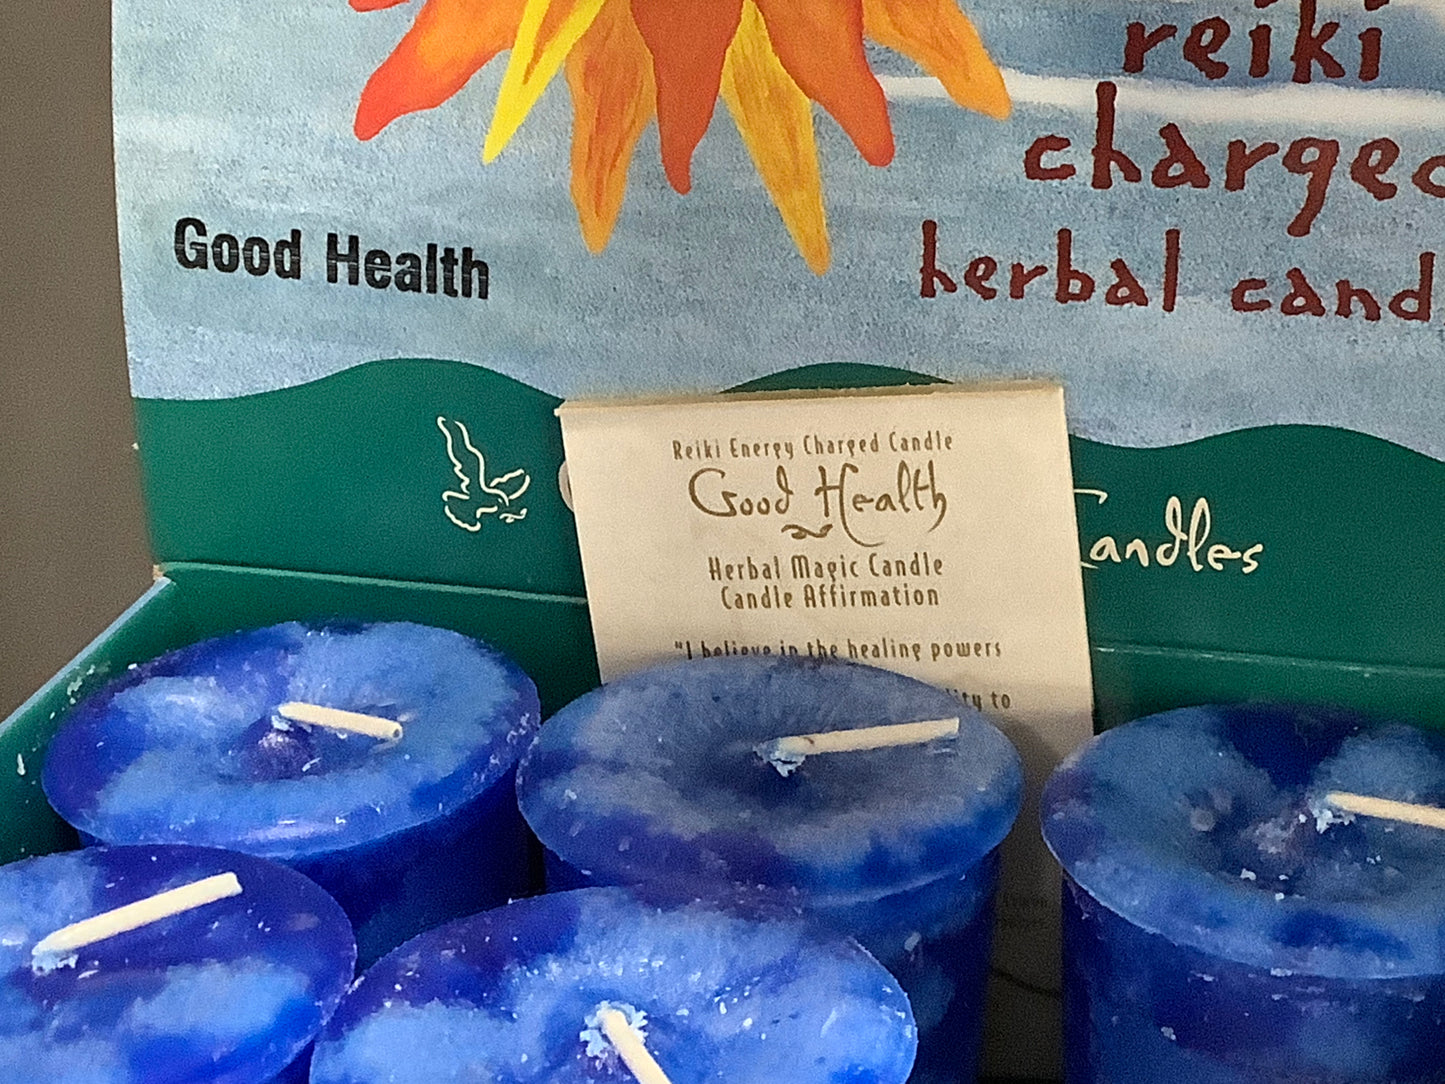 reiki
charged
herbal cand
Good Health
Reiki Energy Charged Candle
Good Health
Herbal Magic Candle
Candle Affirmation
"I believe in the healing powers
to
Candles